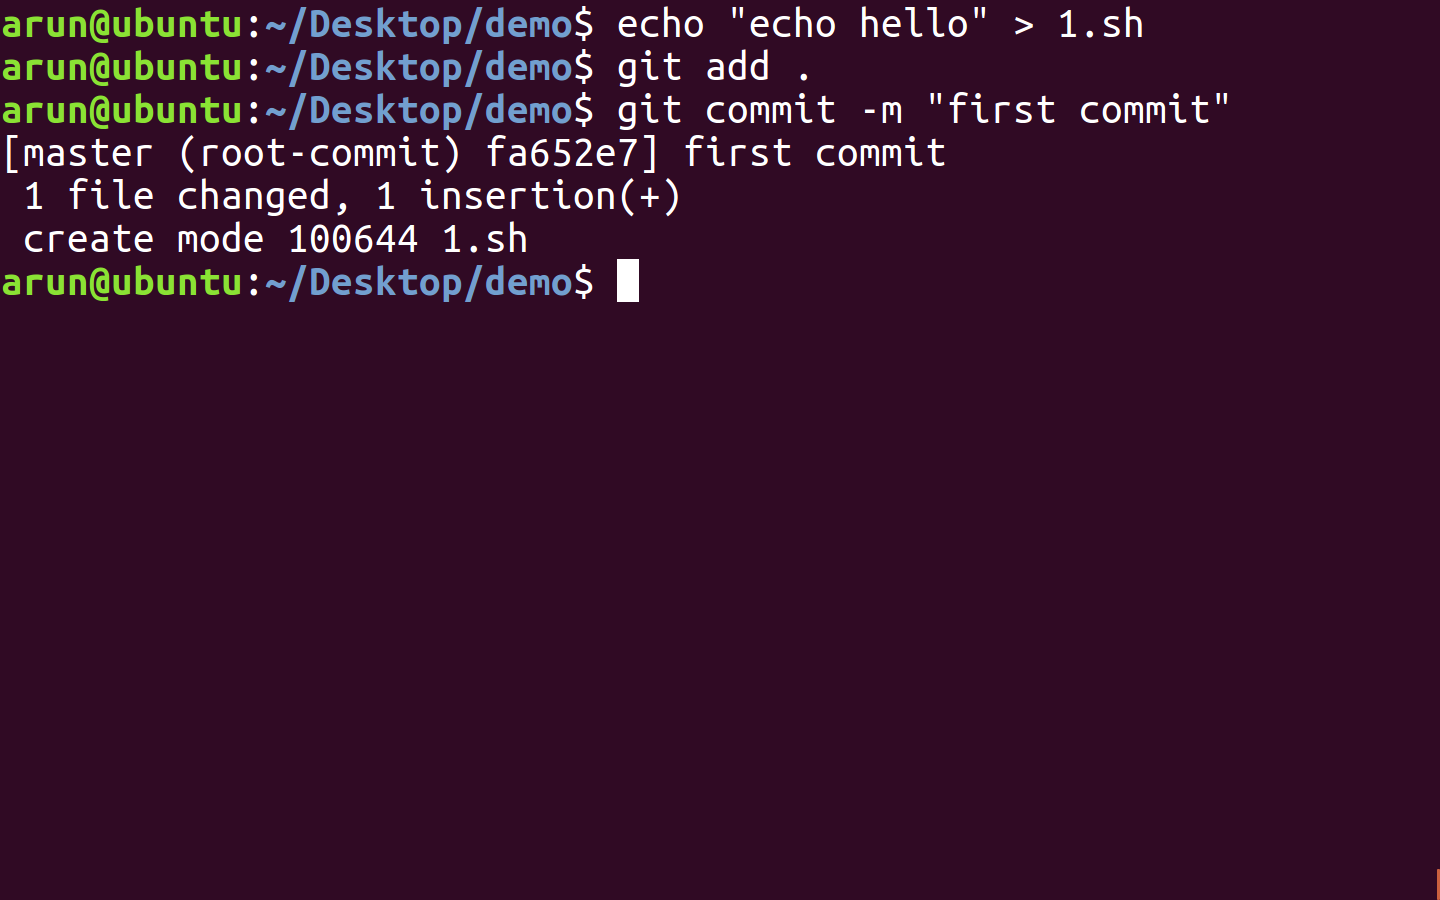 arun@ubuntu:~/Desktop/demo$ echo "echo hello" > 1.sh
arun@ubuntu:~/Desktop/demo$ git add .
arun@ubuntu:~/Desktop/demo$ git commit -m "first commit"
[master (root-commit) fa652e7] first commit
 1 file changed, 1 insertion(+)
 create mode 100644 1.sh
arun@ubuntu:~/Desktop/demo$